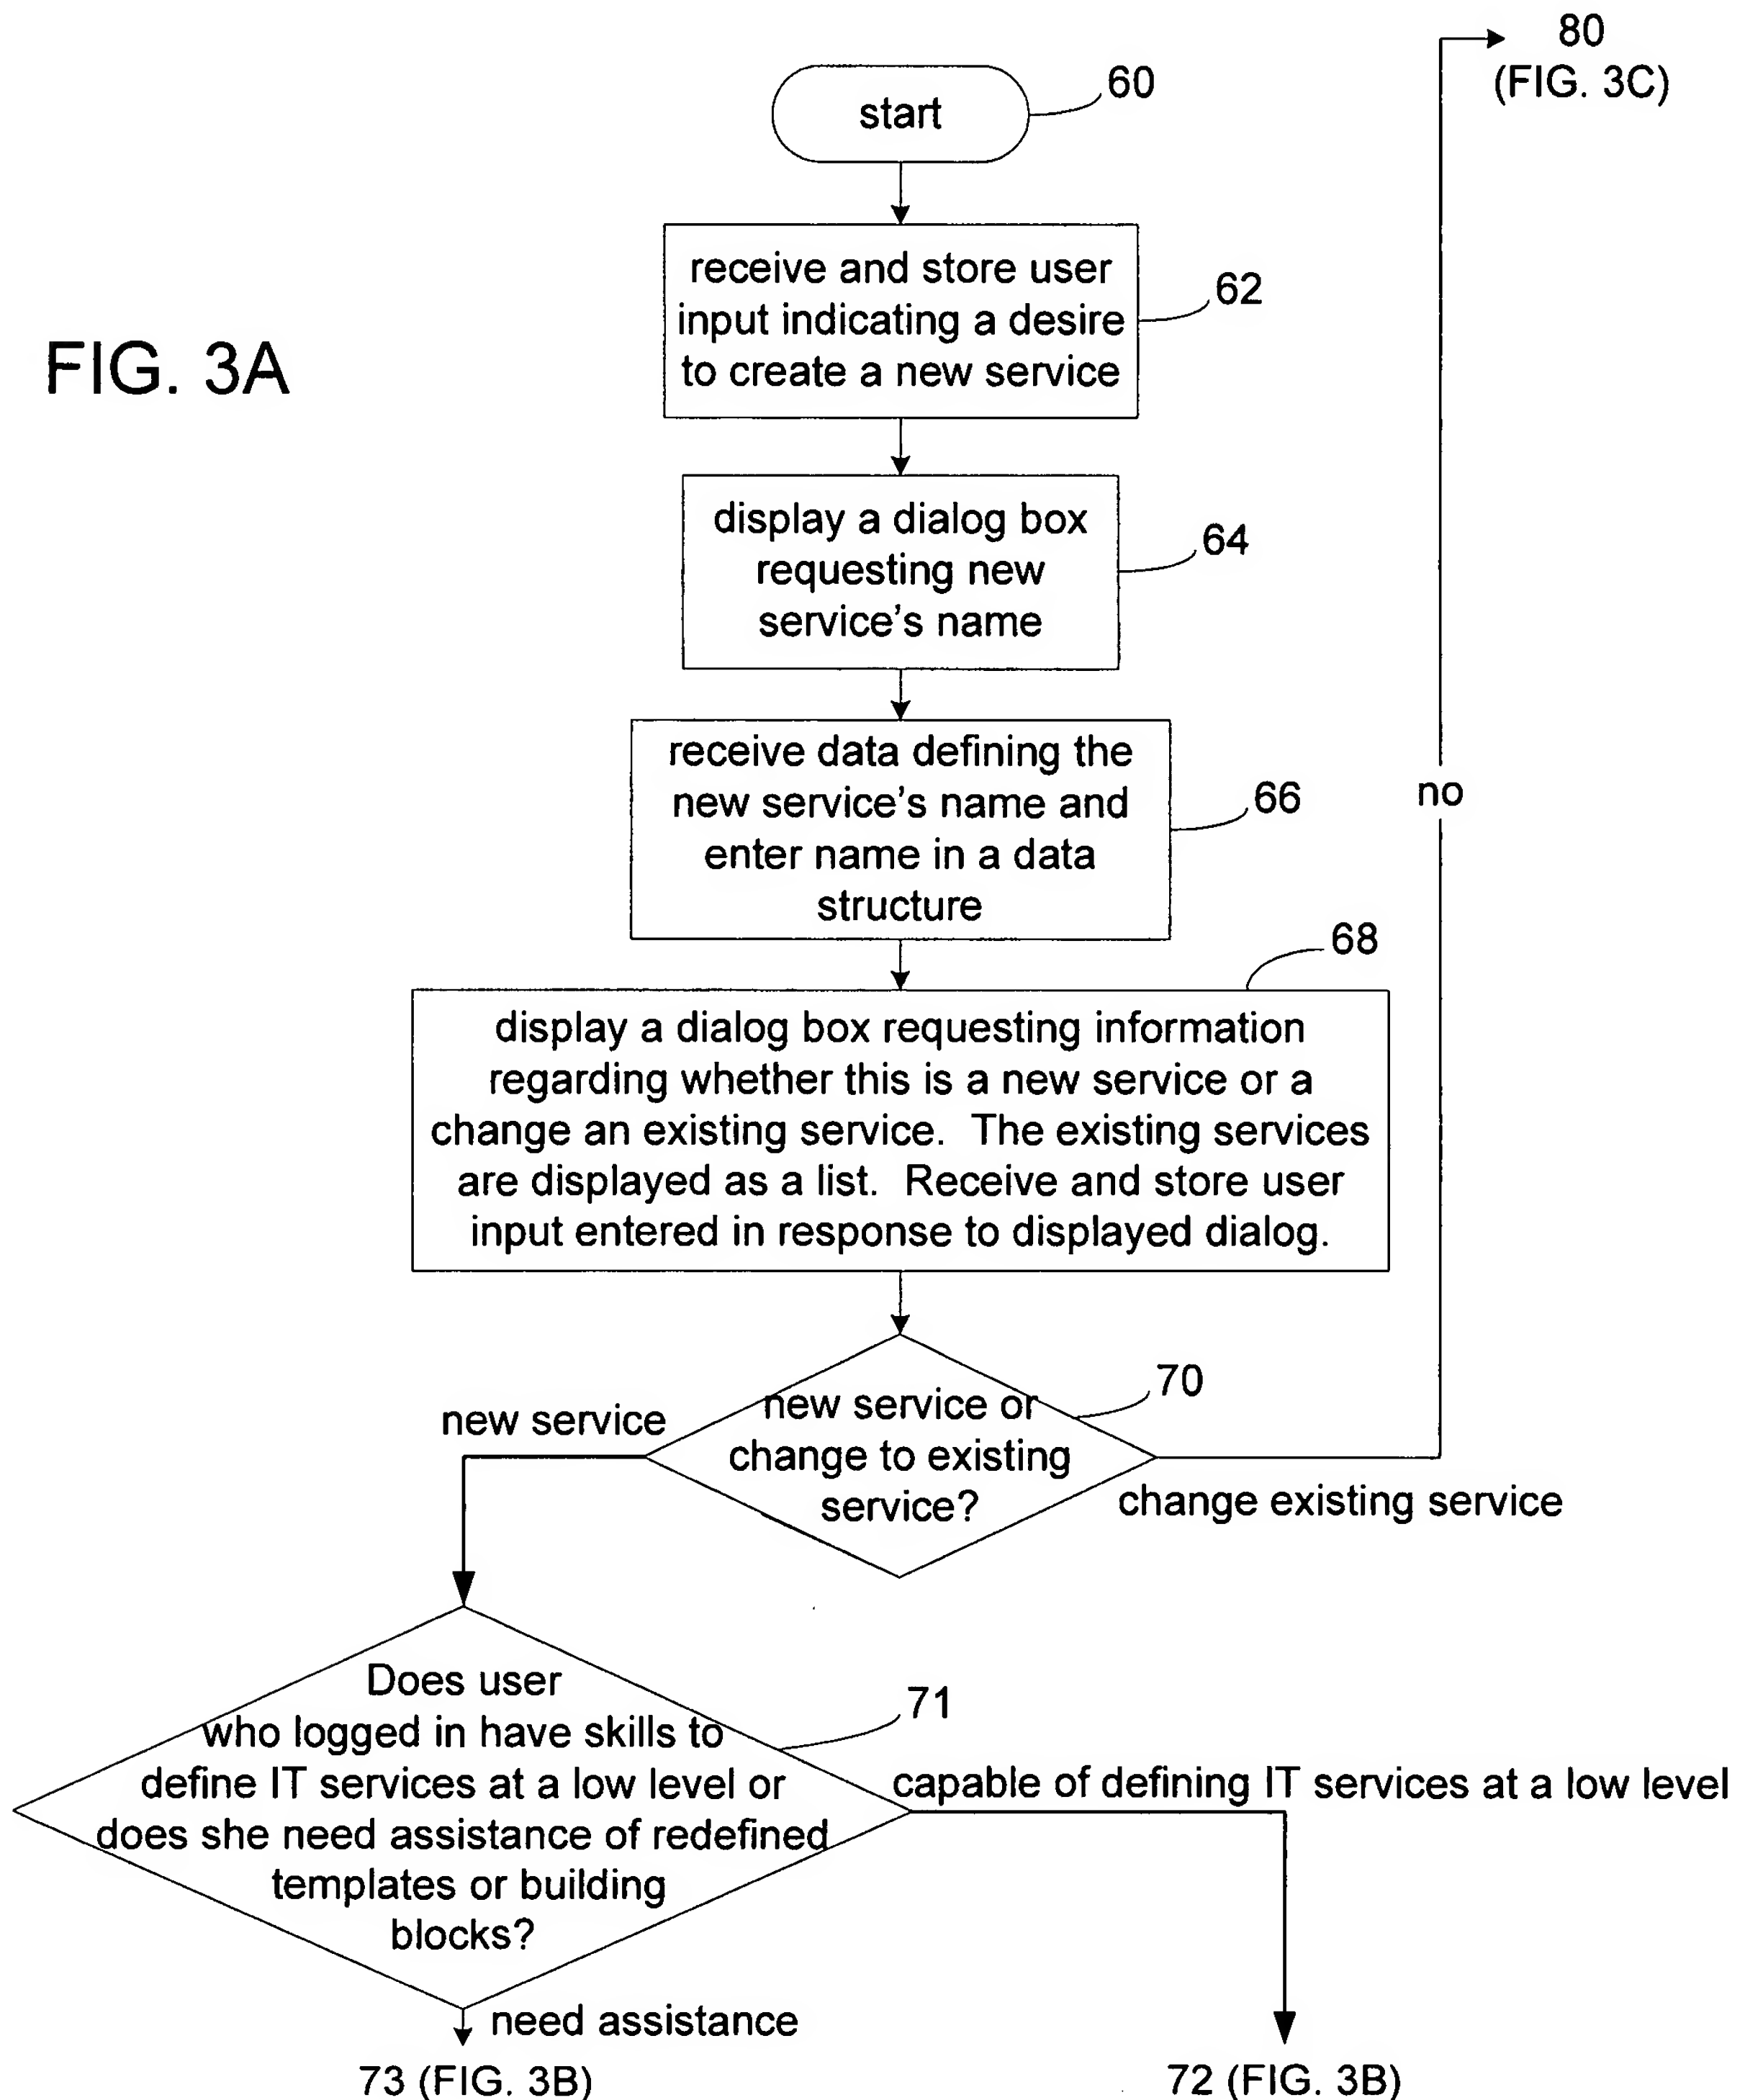 80
(FIG. 3C)
start
60
receive and store user
input indicating a desire
to create a new service
62
FIG. 3A
display a dialog box
requesting new
service's name
64
receive data defining the
new service's name and
enter name in a data
structure
66
no
68
display a dialog box requesting information
regarding whether this is a new service or a
change an existing service. The existing services
are displayed as a list. Receive and store user
input entered in response to displayed dialog.
70
new service
new service or
change to existing
service?
change existing service
Does user
who logged in have skills to
define IT services at a low level or
does she need assistance of redefined
templates or building
blocks?
71
capable of defining IT services at a low level
need assistance
73 (FIG. 3B)
72 (FIG. 3B)